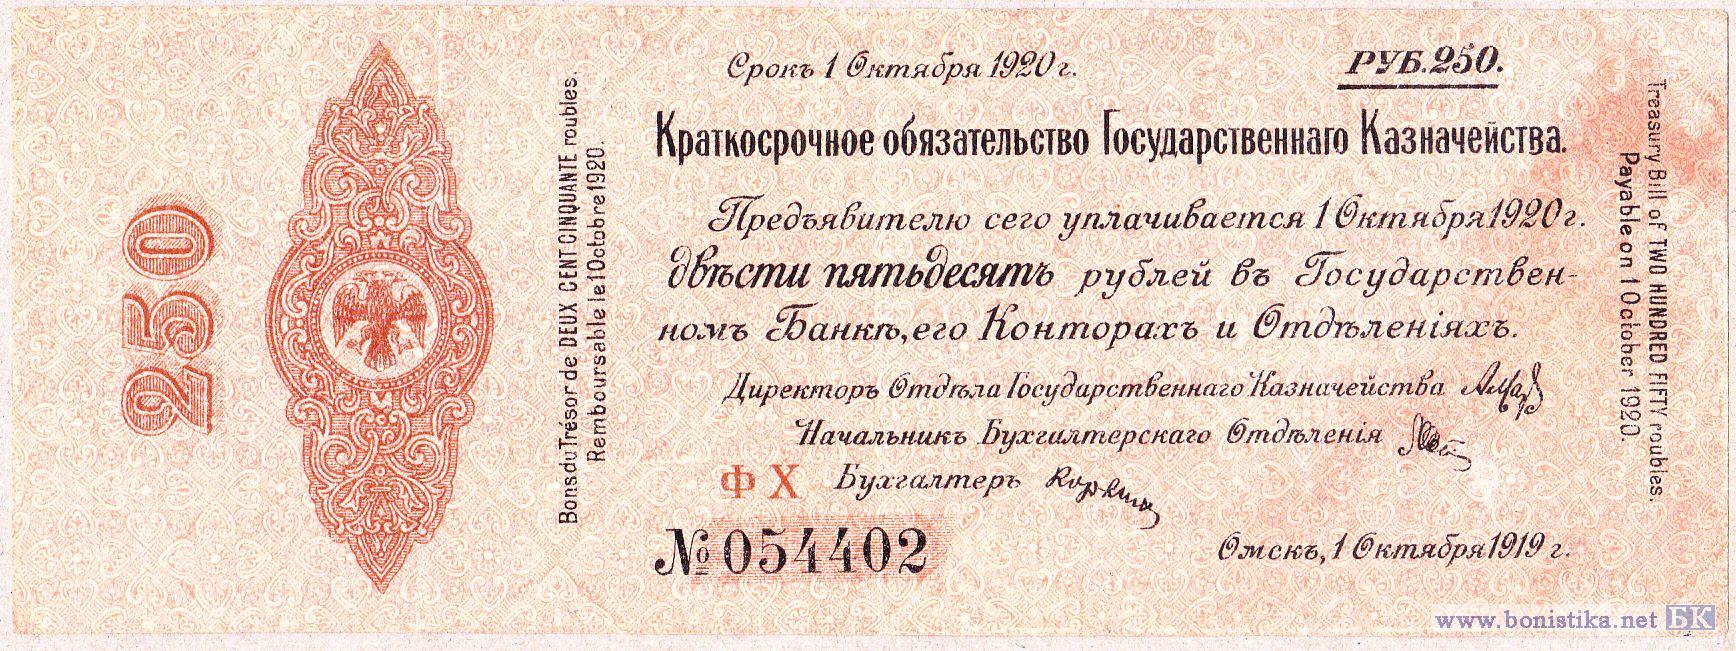 250
Bons du Trésor de DEUX CENT CINQUANTE roubles.
Remboursable le 1 Octobre 1920.
Срокъ 1 Октября 1920 г.
РУБ. 250.
Краткосрочное обязательство Государственнаго Казначейства.
Предъявителю сего уплачивается 1 Октября 1920 г.
двѣсти пятьдесятъ рублей въ Государствен-
номъ Банкѣ, его Конторахъ и Отдѣленіяхъ.
Директоръ Отдѣла Государственнаго Казначейства
Начальникъ Бухгалтерскаго Отдѣленія
Ф Х Бухгалтеръ
№ 054402
Омскъ, 1 Октября 1919 г.
Treasury Bill of TWO HUNDRED FIFTY roubles.
Payable on 1 October 1920.
www.bonistika.net БК